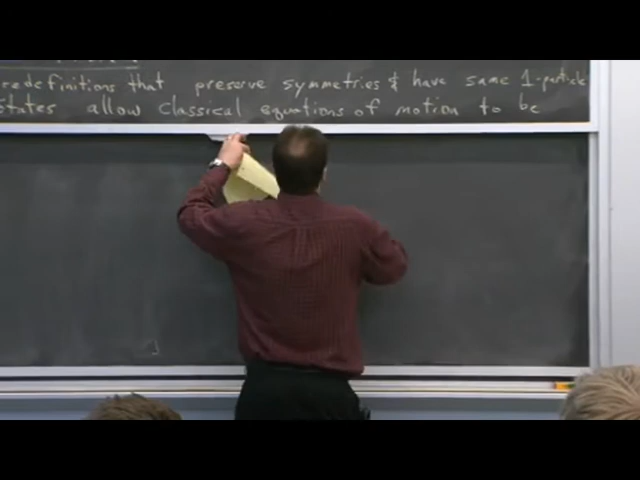 redefinitions that preserve symmetries & have same 1-particle
states allow classical equations of motion to be